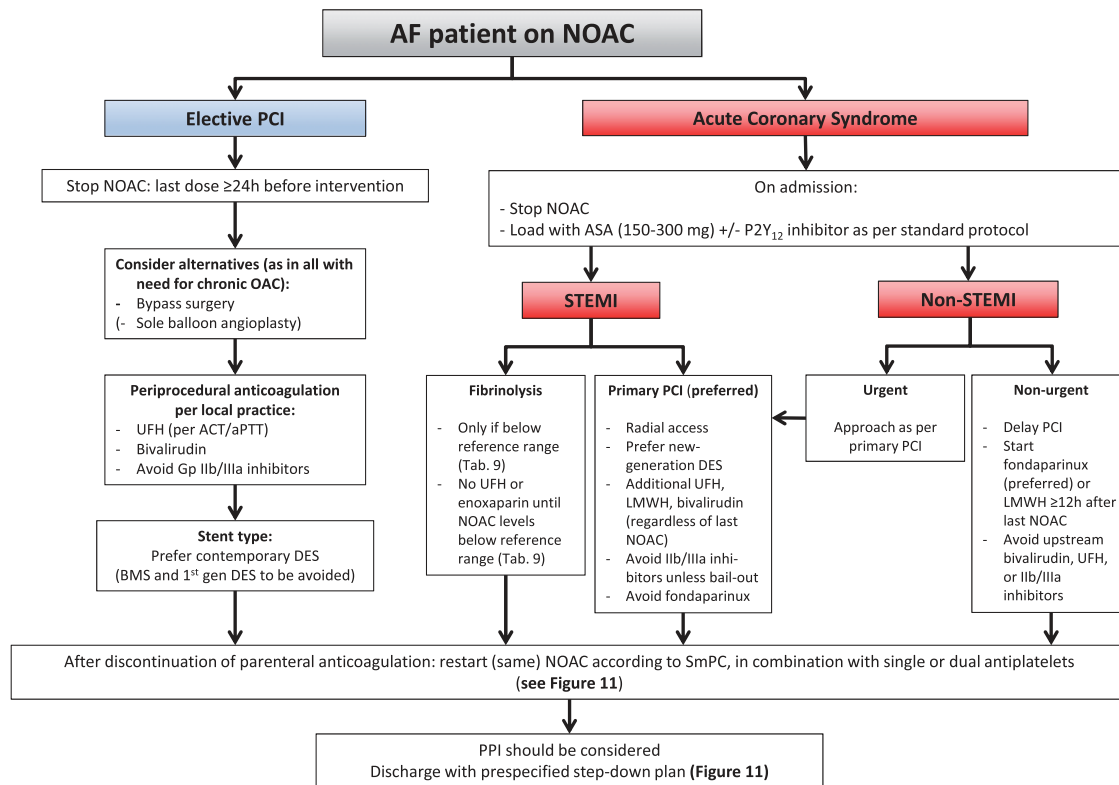 AF patient on NOAC
Elective PCI
Stop NOAC: last dose ≥24h before intervention
Consider alternatives (as in all with
need for chronic OAC):
- Bypass surgery
(- Sole balloon angioplasty)
Periprocedural anticoagulation
per local practice:
- UFH (per ACT/aPTT)
- Bivalirudin
- Avoid Gp IIb/IIIa inhibitors
Stent type:
Prefer contemporary DES
(BMS and 1st gen DES to be avoided)
Acute Coronary Syndrome
On admission:
- Stop NOAC
- Load with ASA (150-300 mg) +/- P2Y12 inhibitor as per standard protocol
STEMI
Fibrinolysis
- Only if below
reference range
(Tab. 9)
- No UFH or
enoxaparin until
NOAC levels
below reference
range (Tab. 9)
Primary PCI (preferred)
- Radial access
- Prefer new-
generation DES
- Additional UFH,
LMWH, bivalirudin
(regardless of last
NOAC)
- Avoid IIb/IIIa inhi-
bitors unless bail-out
- Avoid fondaparinux
Non-STEMI
Urgent
Approach as per
primary PCI
Non-urgent
- Delay PCI
- Start
fondaparinux
(preferred) or
LMWH ≥12h after
last NOAC
- Avoid upstream
bivalirudin, UFH,
or IIb/IIIa
inhibitors
After discontinuation of parenteral anticoagulation: restart (same) NOAC according to SmPC, in combination with single or dual antiplatelets
(see Figure 11)
PPI should be considered
Discharge with prespecified step-down plan (Figure 11)